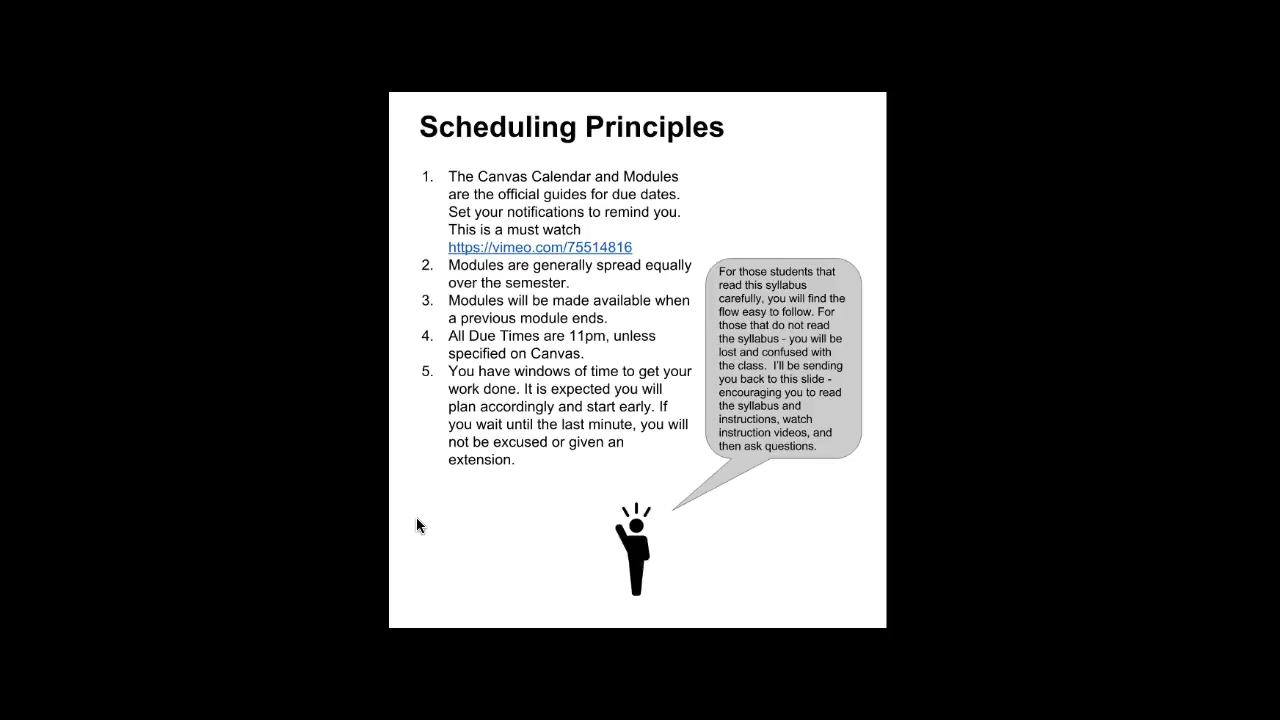 Scheduling Principles
1. The Canvas Calendar and Modules
are the official guides for due dates.
Set your notifications to remind you.
This is a must watch
https://vimeo.com/75514816
2. Modules are generally spread equally
over the semester.
3. Modules will be made available when
a previous module ends.
4. All Due Times are 11pm, unless
specified on Canvas.
5. You have windows of time to get your
work done. It is expected you will
plan accordingly and start early. If
you wait until the last minute, you will
not be excused or given an
extension.
For those students that
read this syllabus
carefully, you will find the
flow easy to follow. For
those that do not read
the syllabus - you will be
lost and confused with
the class. I'll be sending
you back to this slide -
encouraging you to read
the syllabus and
instructions, watch
instruction videos, and
then ask questions.